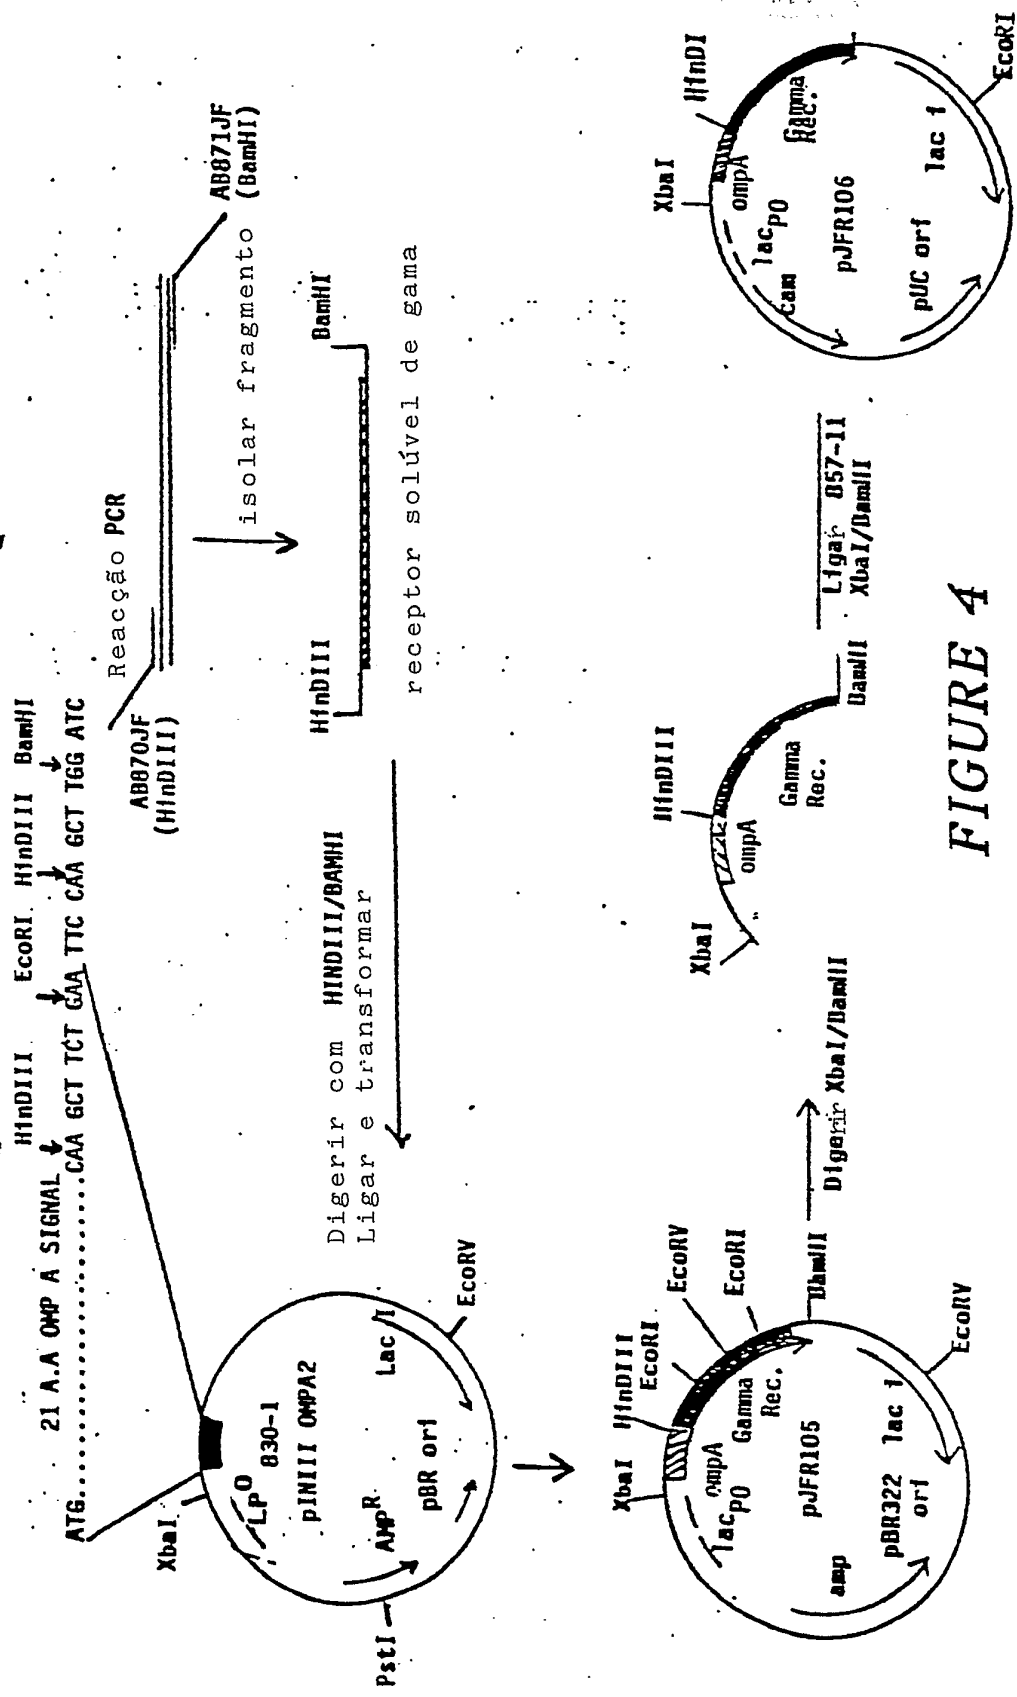 HinDIII EcoRI HinDIII BamHI
21 A.A OMP A SIGNAL
ATG..............................CAA GCT TCT GAA TTC CAA GCT TGG ATC
XbaI
LPO
830-1
pINIII OMPA2
AMPR
Lac I
pBR ori
PstI
EcoRV
AB870JF
(HinDIII)
Reacção PCR
AB871JF
(BamHI)
isolar fragmento
HinDIII
BamHI
receptor solúvel de gama
Digerir com HINDIII/BAMHI
Ligar e transformar
XbaI
HinDIII
EcoRI
EcoRV
EcoRI
BamHI
lacPO
ompA
Gamma
Rec.
pJFR105
amp
pBR322
ori
lac i
EcoRV
Digerir XbaI/BamHI
XbaI
HinDIII
ompA
Gamma
Rec.
BamHI
Ligar 857-11
XbaI/BamHI
XbaI
HinDI
ompA
lacPO
cam
Gamma
Rec.
pJFR106
pUC ori
lac i
EcoRI
FIGURE 4